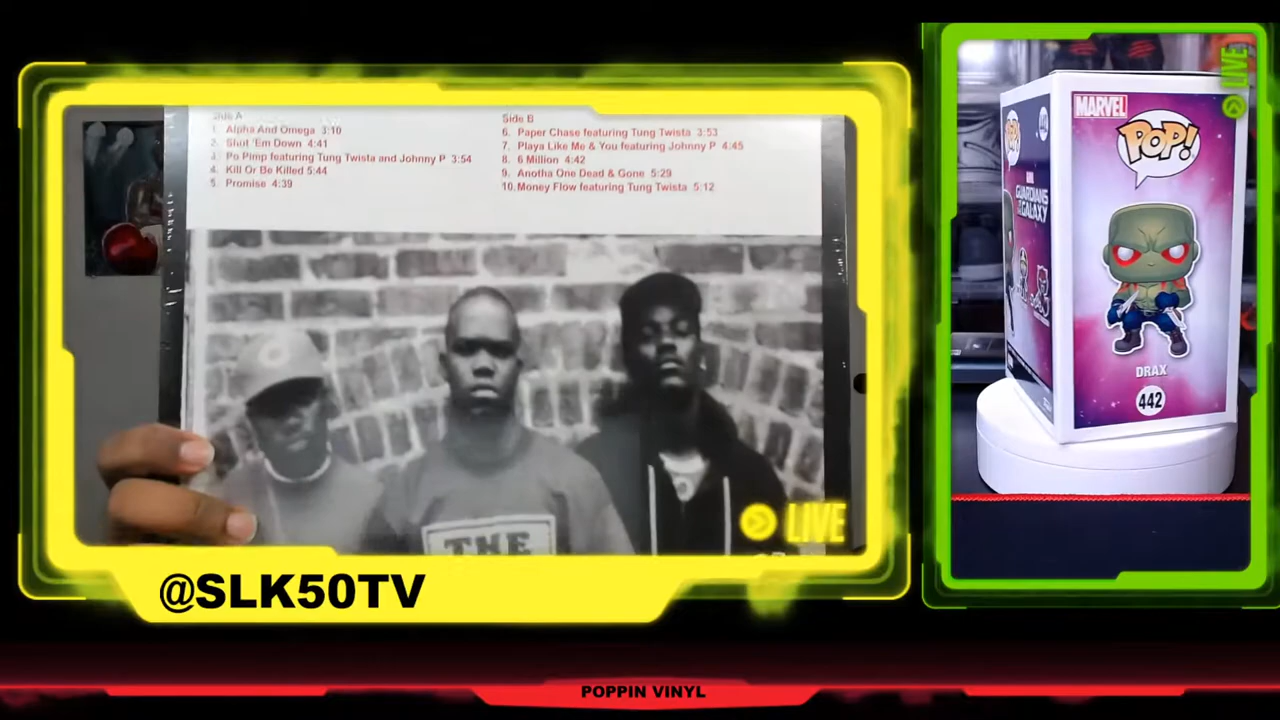 Side A
1. Alpha And Omega 3:10
2. Shut 'Em Down 4:41
3. Po Pimp featuring Tung Twista and Johnny P 3:54
4. Kill Or Be Killed 5:44
5. Promise 4:39
Side B
6. Paper Chase featuring Tung Twista 3:53
7. Playa Like Me & You featuring Johnny P 4:45
8. 6 Million 4:42
9. Anotha One Dead & Gone 5:29
10. Money Flow featuring Tung Twista 5:12
THE
LIVE
@SLK50TV
LIVE
MARVEL
POP!
GUARDIANS
OF THE
GALAXY
DRAX
442
POPPIN VINYL